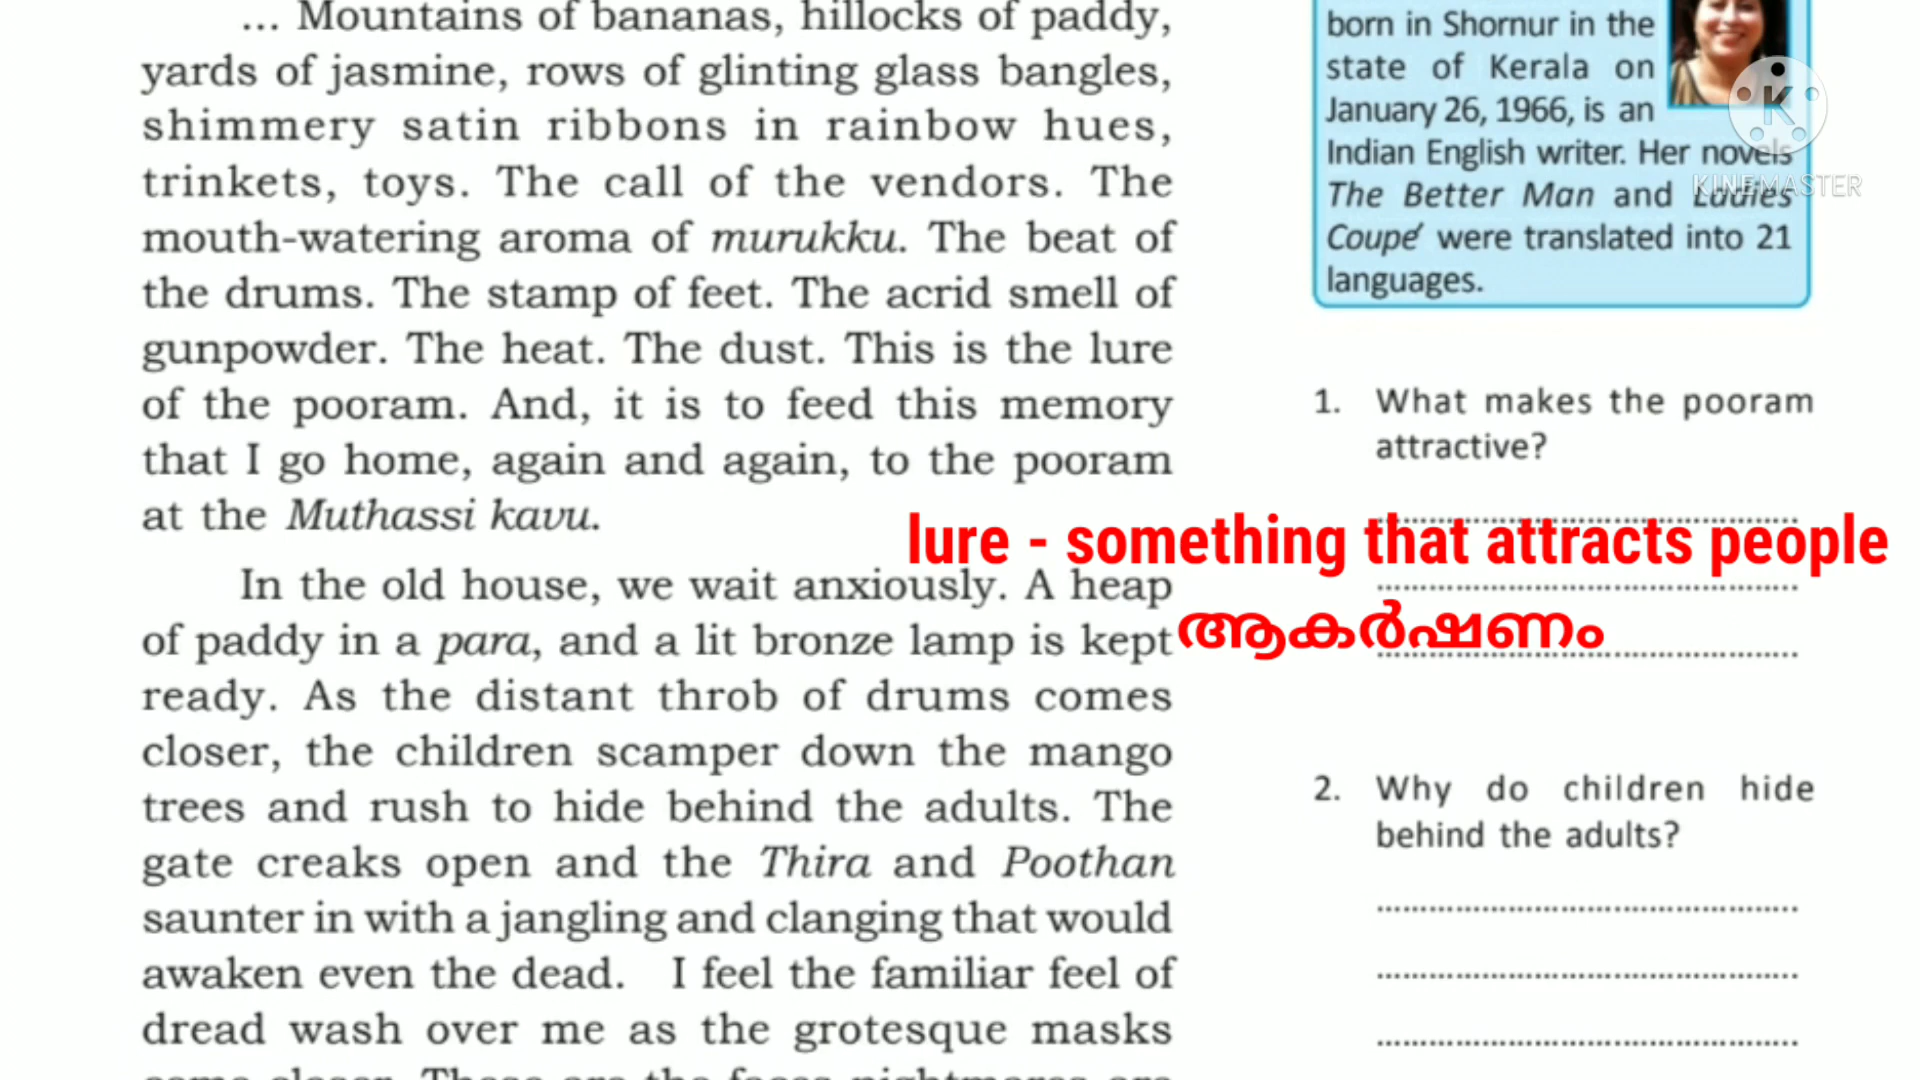 ... Mountains of bananas, hillocks of paddy,
yards of jasmine, rows of glinting glass bangles,
shimmery satin ribbons in rainbow hues,
trinkets, toys. The call of the vendors. The
mouth-watering aroma of murukku. The beat of
the drums. The stamp of feet. The acrid smell of
gunpowder. The heat. The dust. This is the lure
of the pooram. And, it is to feed this memory
that I go home, again and again, to the pooram
at the Muthassi kavu.
In the old house, we wait anxiously. A heap
of paddy in a para, and a lit bronze lamp is kept
ready. As the distant throb of drums comes
closer, the children scamper down the mango
trees and rush to hide behind the adults. The
gate creaks open and the Thira and Poothan
saunter in with a jangling and clanging that would
awaken even the dead. I feel the familiar feel of
dread wash over me as the grotesque masks
come closer. These are the faces nightmares are
born in Shornur in the
state of Kerala on
January 26, 1966, is an
Indian English writer. Her novels
The Better Man and Ladies
Coupé were translated into 21
languages.
K
KINEMASTER
1. What makes the pooram
attractive?
lure - something that attracts people
ആകർഷണം
2. Why do children hide
behind the adults?